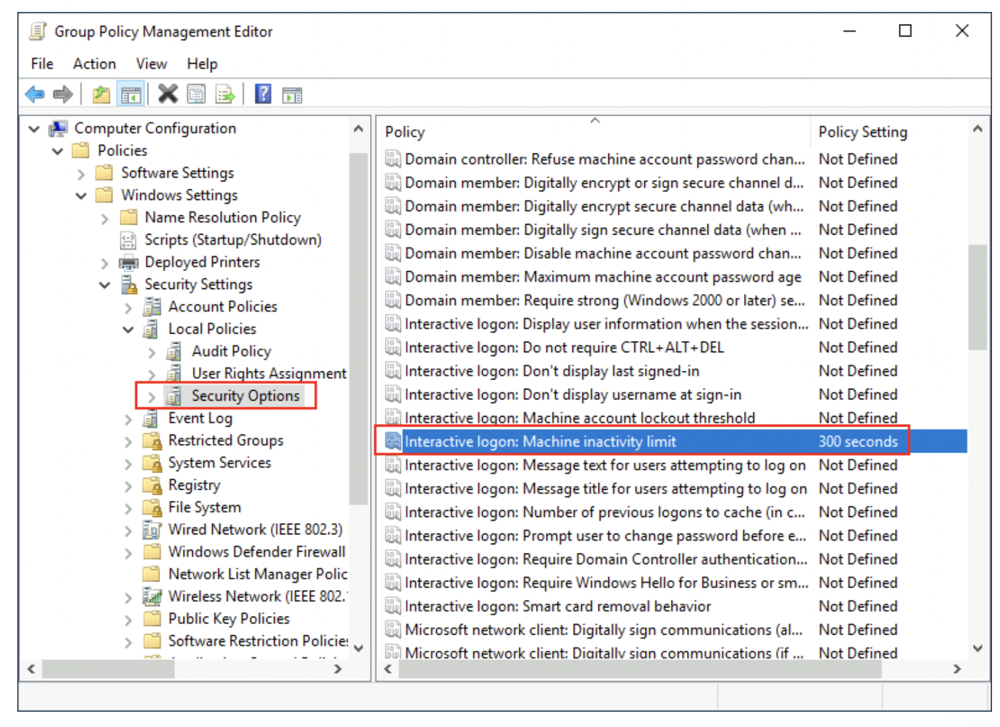 Group Policy Management Editor
File Action View Help
Computer Configuration
Policies
Software Settings
Windows Settings
Name Resolution Policy
Scripts (Startup/Shutdown)
Deployed Printers
Security Settings
Account Policies
Local Policies
Audit Policy
User Rights Assignment
Security Options
Event Log
Restricted Groups
System Services
Registry
File System
Wired Network (IEEE 802.3)
Windows Defender Firewall
Network List Manager Polic
Wireless Network (IEEE 802.
Public Key Policies
Software Restriction Policie
Policy Policy Setting
Domain controller: Refuse machine account password chan... Not Defined
Domain member: Digitally encrypt or sign secure channel d... Not Defined
Domain member: Digitally encrypt secure channel data (wh... Not Defined
Domain member: Digitally sign secure channel data (when ... Not Defined
Domain member: Disable machine account password chan... Not Defined
Domain member: Maximum machine account password age Not Defined
Domain member: Require strong (Windows 2000 or later) se... Not Defined
Interactive logon: Display user information when the session... Not Defined
Interactive logon: Do not require CTRL+ALT+DEL Not Defined
Interactive logon: Don't display last signed-in Not Defined
Interactive logon: Don't display username at sign-in Not Defined
Interactive logon: Machine account lockout threshold Not Defined
Interactive logon: Machine inactivity limit 300 seconds
Interactive logon: Message text for users attempting to log on Not Defined
Interactive logon: Message title for users attempting to log on Not Defined
Interactive logon: Number of previous logons to cache (in c... Not Defined
Interactive logon: Prompt user to change password before e... Not Defined
Interactive logon: Require Domain Controller authentication... Not Defined
Interactive logon: Require Windows Hello for Business or sm... Not Defined
Interactive logon: Smart card removal behavior Not Defined
Microsoft network client: Digitally sign communications (al... Not Defined
Microsoft network client: Digitally sign communications (if ... Not Defined